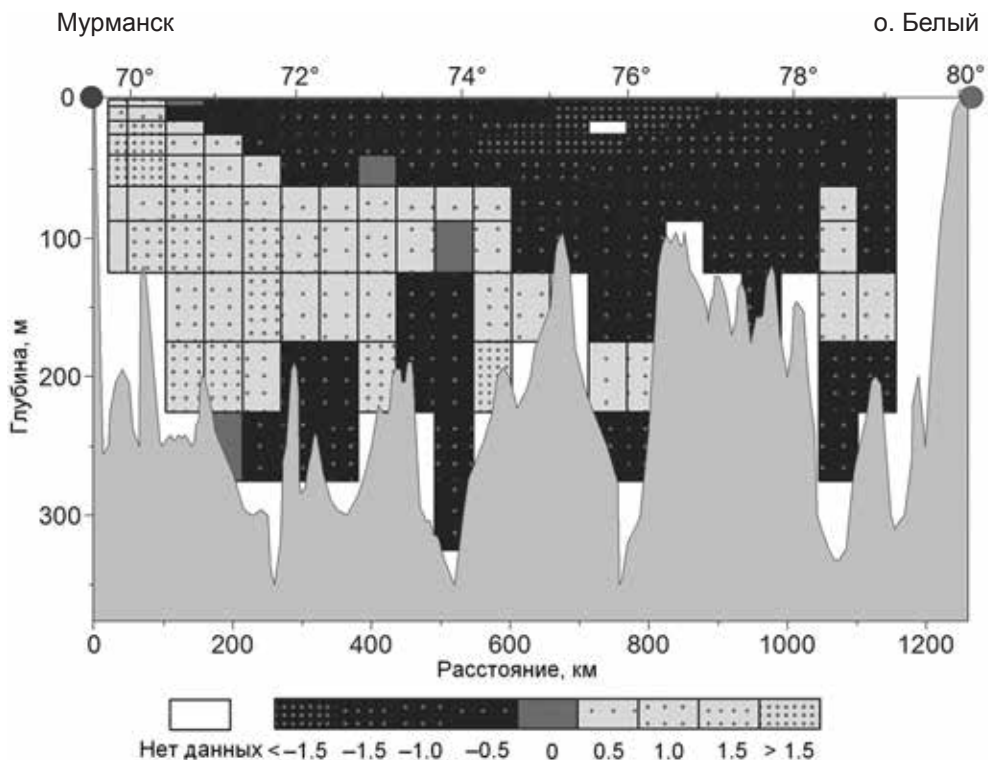 Мурманск о. Белый
70° 72° 74° 76° 78° 80°
0
100
200
300
Глубина, м
0 200 400 600 800 1000 1200
Расстояние, км
Нет данных <–1.5 –1.5 –1.0 –0.5 0 0.5 1.0 1.5 > 1.5